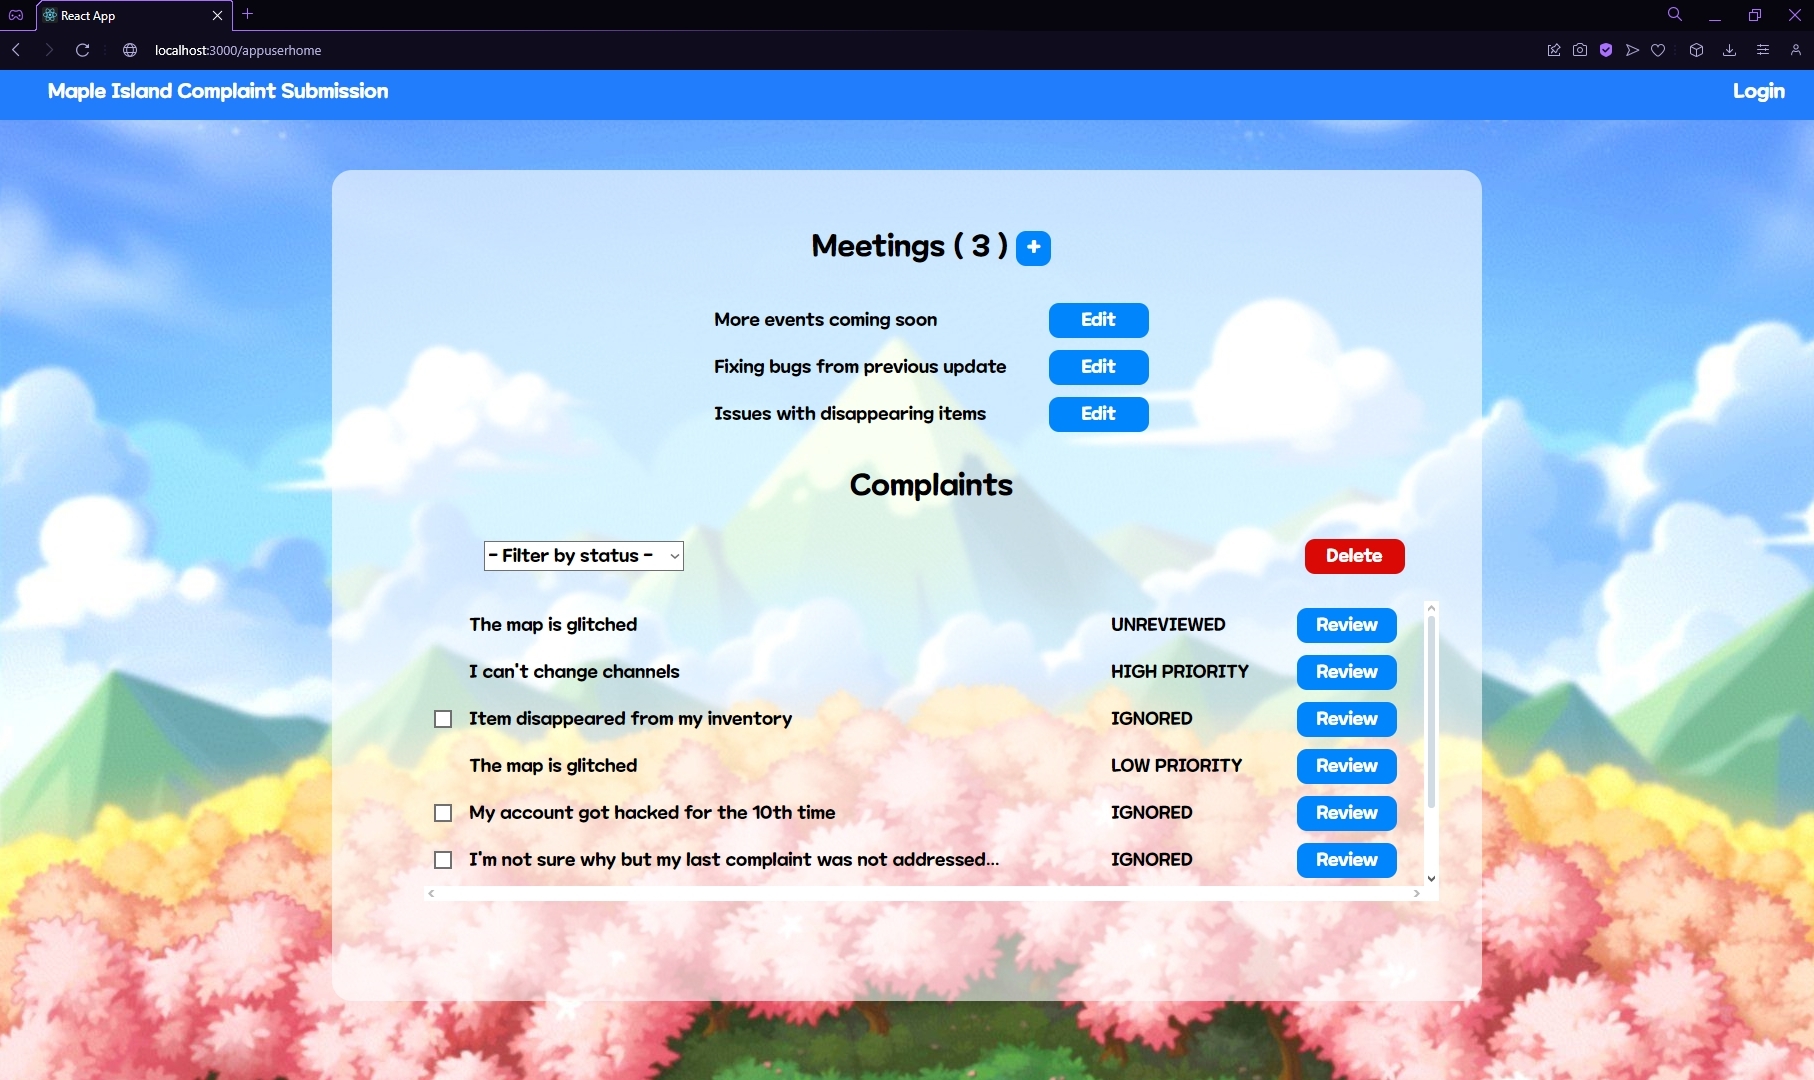 React App
localhost:3000/appuserhome
Maple Island Complaint Submission
Login
Meetings ( 3 ) +
More events coming soon Edit
Fixing bugs from previous update Edit
Issues with disappearing items Edit
Complaints
- Filter by status - Delete
The map is glitched UNREVIEWED Review
I can't change channels HIGH PRIORITY Review
Item disappeared from my inventory IGNORED Review
The map is glitched LOW PRIORITY Review
My account got hacked for the 10th time IGNORED Review
I'm not sure why but my last complaint was not addressed... IGNORED Review